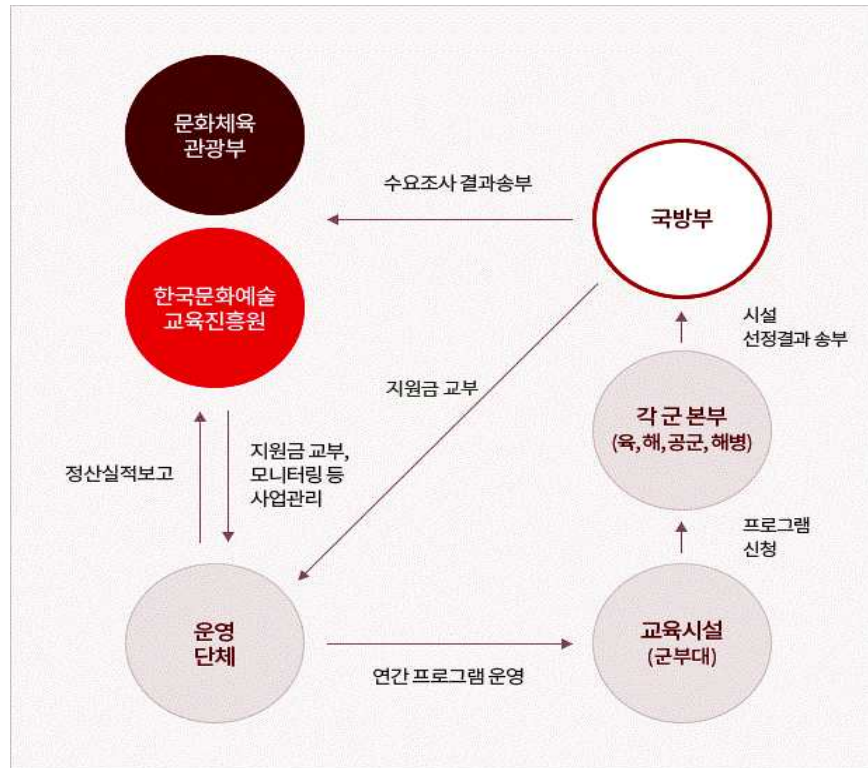 문화체육
관광부
수요조사 결과송부
국방부
한국문화예술
교육진흥원
시설
선정결과 송부
지원금 교부
각 군 본부
(육, 해, 공군, 해병)
정산실적보고
지원금 교부,
모니터링 등
사업관리
프로그램
신청
운영
단체
교육시설
(군부대)
연간 프로그램 운영